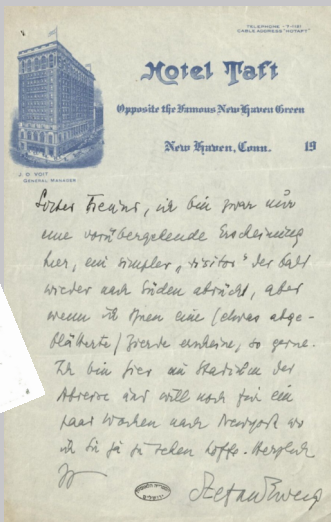 TELEPHONE · 7-1121
CABLE ADDRESS "HOTAFT"
Hotel Taft
Opposite the Famous New Haven Green
New Haven, Conn. 19
J. O. VOIT
GENERAL MANAGER
Lieber Freund, ich bin zwar nur
eine vorübergehende Erscheinung
hier, ein simpler „visitor" der bald
wieder nach Süden abrückt, aber
wenn ich Ihnen eine (etwas abge-
blätterte) Zierde erscheine, so gerne.
Ich bin hier im Stadium der
Abreise und will noch für ein
paar Wochen nach Newyork wo
ich Sie ja zu sehen hoffe. Herzlich
Ihr Stefan Zweig